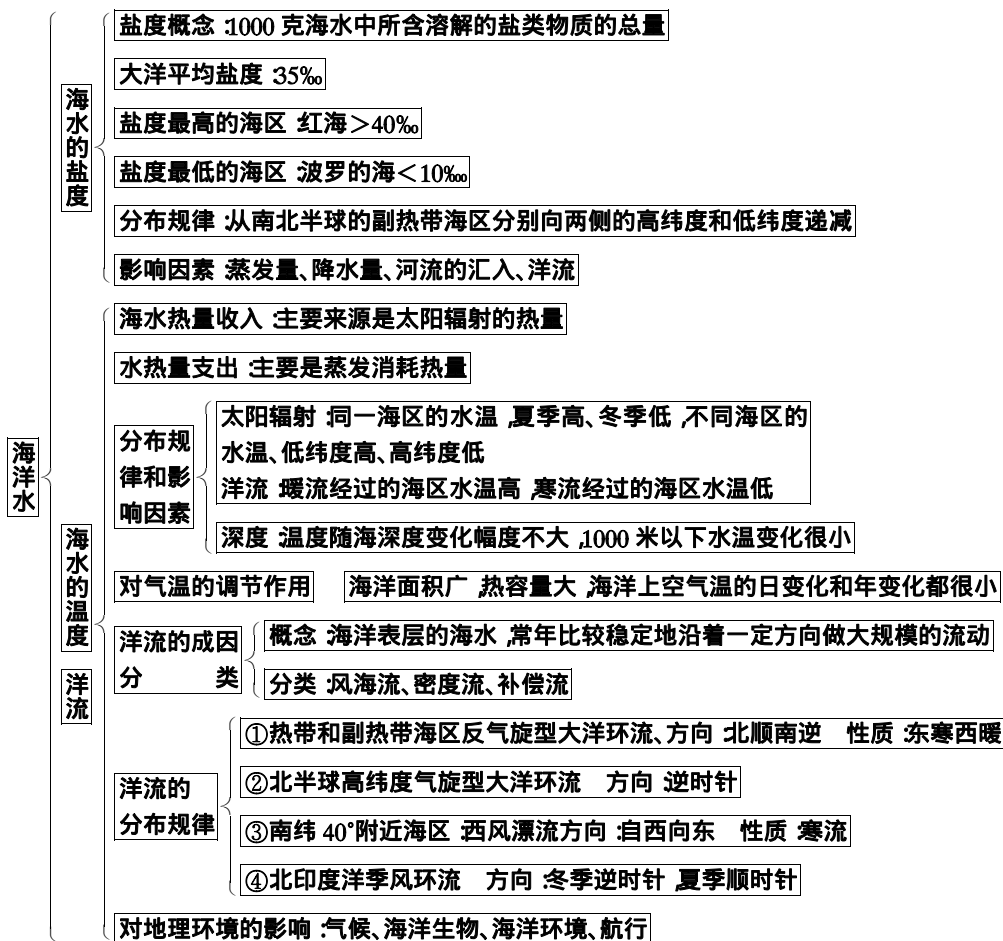 海洋水
海水的盐度
盐度概念:1000 克海水中所含溶解的盐类物质的总量
大洋平均盐度:35‰
盐度最高的海区:红海>40‰
盐度最低的海区:波罗的海<10‰
分布规律:从南北半球的副热带海区分别向两侧的高纬度和低纬度递减
影响因素:蒸发量、降水量、河流的汇入、洋流
海水的温度
海水热量收入:主要来源是太阳辐射的热量
水热量支出:主要是蒸发消耗热量
分布规
律和影
响因素
太阳辐射:同一海区的水温,夏季高、冬季低,不同海区的
水温、低纬度高、高纬度低
洋流:暖流经过的海区水温高,寒流经过的海区水温低
深度:温度随海深度变化幅度不大,1000 米以下水温变化很小
对气温的调节作用 海洋面积广,热容量大,海洋上空气温的日变化和年变化都很小
洋流
洋流的成因
分 类
概念:海洋表层的海水,常年比较稳定地沿着一定方向做大规模的流动
分类:风海流、密度流、补偿流
洋流的
分布规律
①热带和副热带海区反气旋型大洋环流、方向:北顺南逆 性质:东寒西暖
②北半球高纬度气旋型大洋环流 方向:逆时针
③南纬 40°附近海区:西风漂流方向:自西向东 性质:寒流
④北印度洋季风环流 方向:冬季逆时针,夏季顺时针
对地理环境的影响:气候、海洋生物、海洋环境、航行